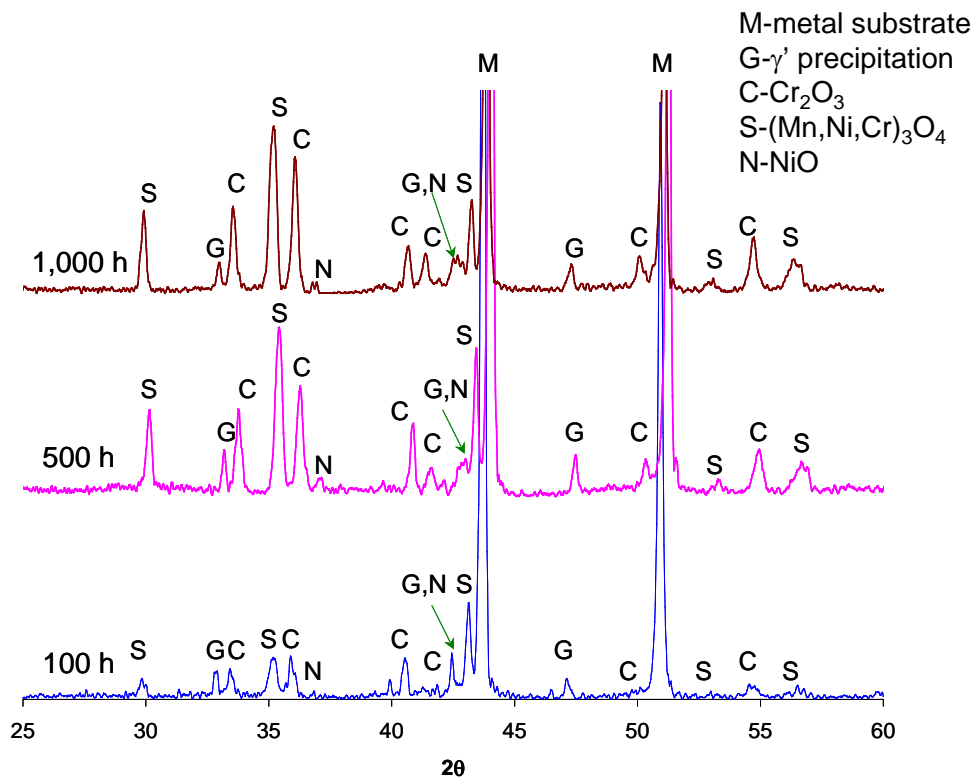 M-metal substrate
G-γ' precipitation
C-Cr₂O₃
S-(Mn,Ni,Cr)₃O₄
N-NiO
M M
S C
S C G,N S
G N C C G C S C S
1,000 h
S
S C C G,N S
G N C C G C S C S
500 h
G,N S
S G C S C N C C G C S C S
100 h
25 30 35 40 45 50 55 60
2θ